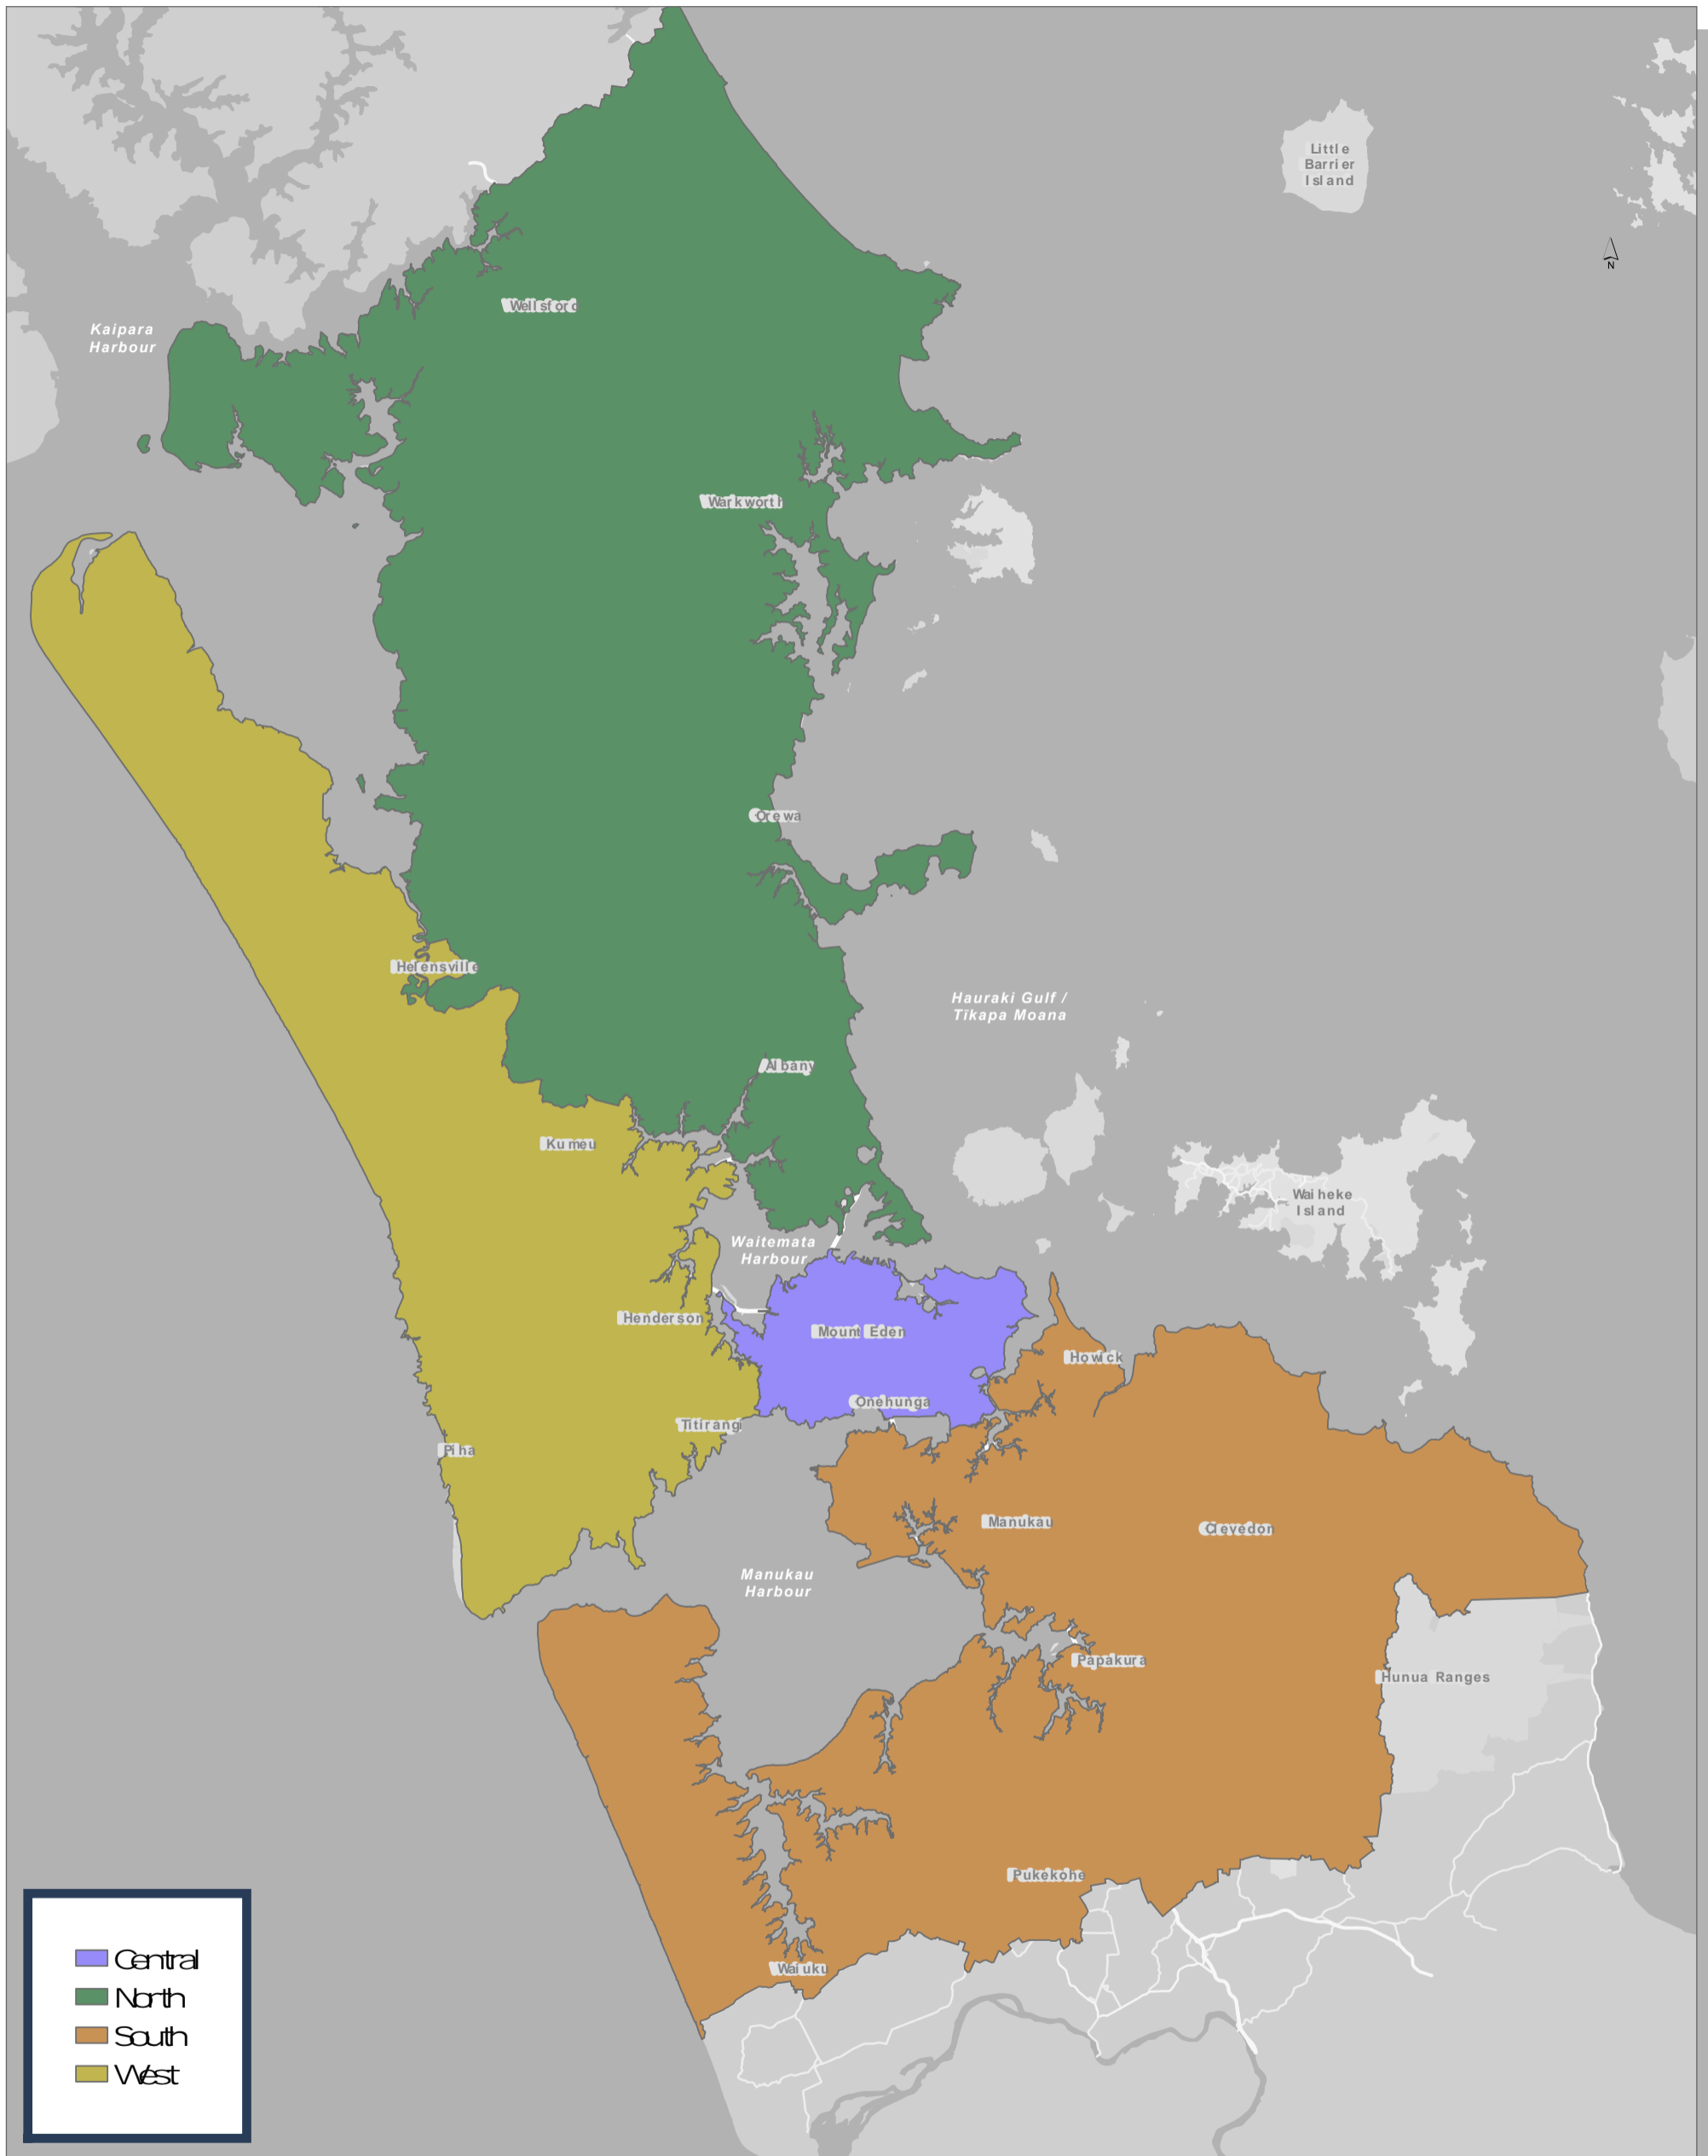 Little
Barrier
Island
N
Wellsford
Kaipara
Harbour
Warkworth
Orewa
Helensville
Hauraki Gulf /
Tīkapa Moana
Albany
Kumeu
Waiheke
Island
Waitemata
Harbour
Henderson
Mount Eden
Howick
Onehunga
Titirangi
Piha
Manukau
Clevedon
Manukau
Harbour
Papakura
Hunua Ranges
Pukekohe
Waiuku
Central
North
South
West